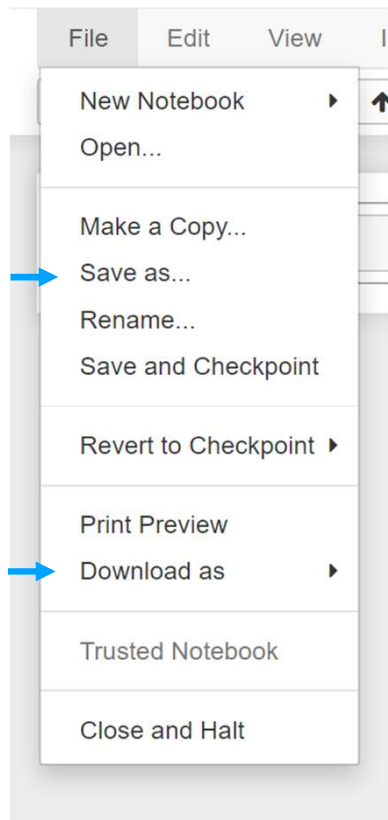 File Edit View
New Notebook
Open...
Make a Copy...
Save as...
Rename...
Save and Checkpoint
Revert to Checkpoint
Print Preview
Download as
Trusted Notebook
Close and Halt